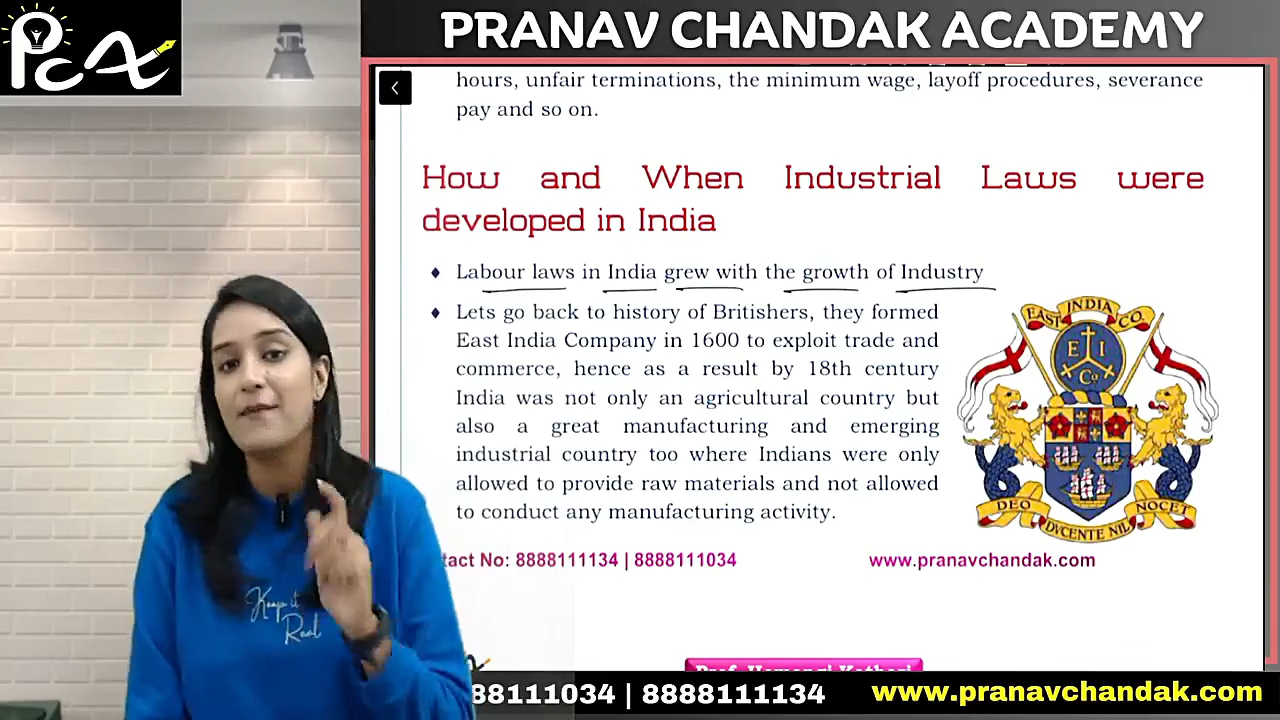 PCA
PRANAV CHANDAK ACADEMY
hours, unfair terminations, the minimum wage, layoff procedures, severance
pay and so on.
How and When Industrial Laws were
developed in India
♦ Labour laws in India grew with the growth of Industry
♦ Lets go back to history of Britishers, they formed
East India Company in 1600 to exploit trade and
commerce, hence as a result by 18th century
India was not only an agricultural country but
also a great manufacturing and emerging
industrial country too where Indians were only
allowed to provide raw materials and not allowed
to conduct any manufacturing activity.
EAST INDIA CO.
E I
Co
DEO DVCENTE NIL NOCET
tact No: 8888111134 | 8888111034
www.pranavchandak.com
Keep it
Real
88111034 | 8888111134
www.pranavchandak.com